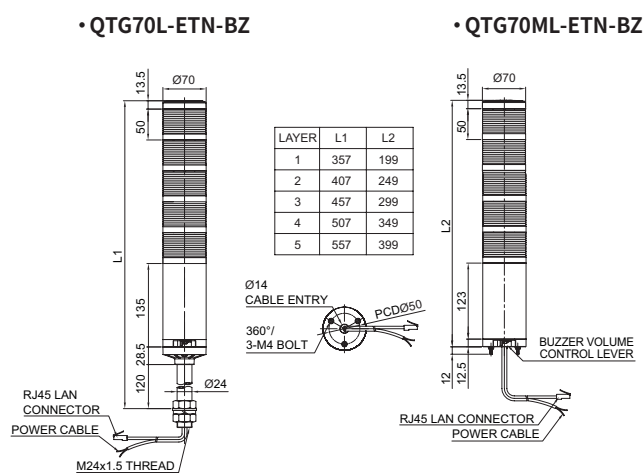 • QTG70L-ETN-BZ
• QTG70ML-ETN-BZ
13.5
Ø70
50
L1
135
28.5
120
Ø24
RJ45 LAN
CONNECTOR
POWER CABLE
M24x1.5 THREAD
LAYER L1 L2
1 357 199
2 407 249
3 457 299
4 507 349
5 557 399
Ø14
CABLE ENTRY
PCDØ50
360°/
3-M4 BOLT
13.5
Ø70
50
L2
123
12
12.5
BUZZER VOLUME
CONTROL LEVER
RJ45 LAN CONNECTOR
POWER CABLE